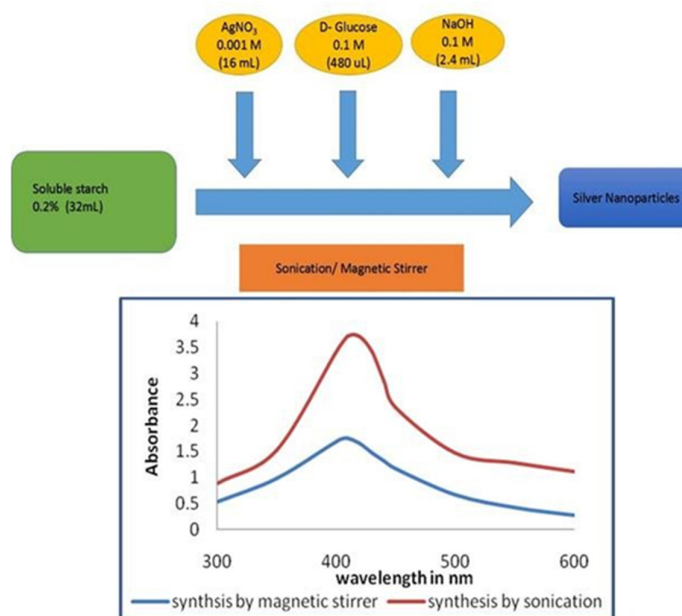 AgNO₃
0.001 M
(16 mL)
D- Glucose
0.1 M
(480 uL)
NaOH
0.1 M
(2.4 mL)
Soluble starch
0.2% (32mL)
Silver Nanoparticles
Sonication/ Magnetic Stirrer
4
3.5
3
2.5
2
1.5
1
0.5
0
Absorbance
300
400
500
600
wavelength in nm
synthsis by magnetic stirrer
synthesis by sonication